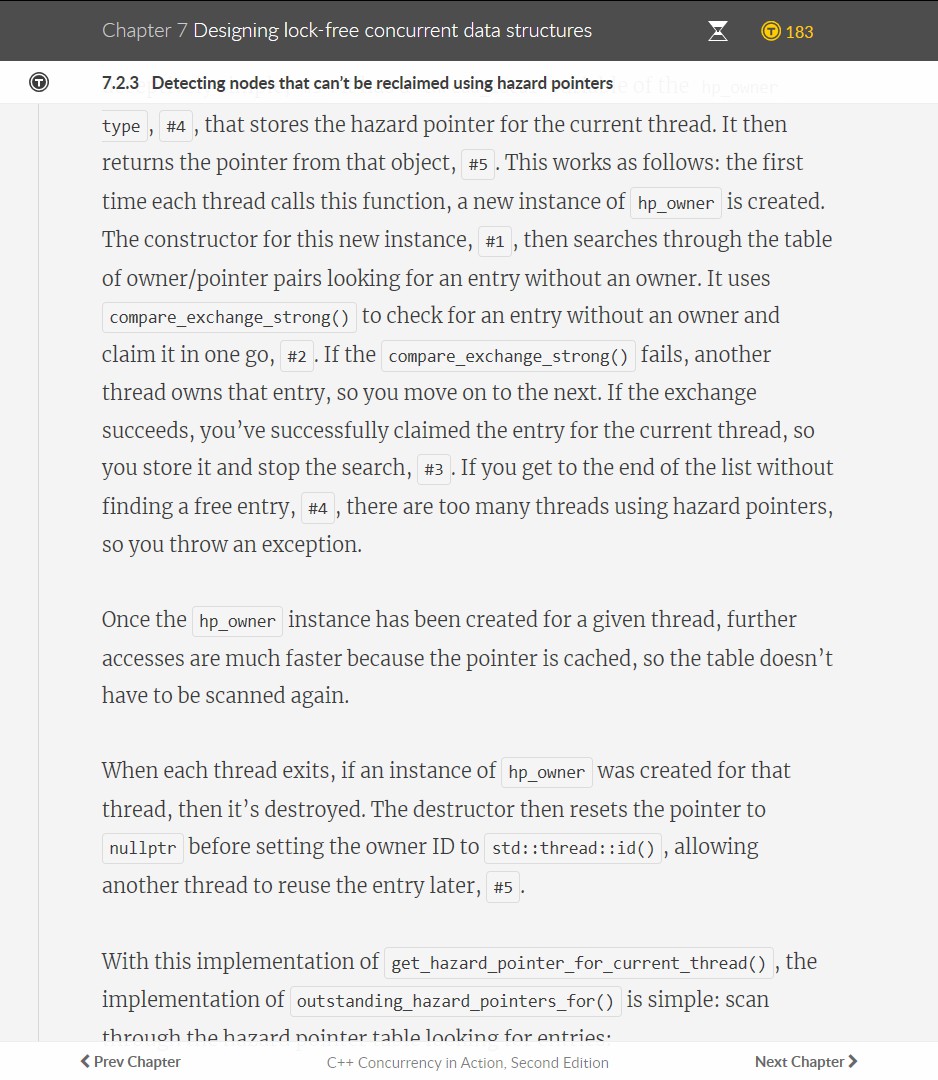 Chapter 7 Designing lock-free concurrent data structures
183
7.2.3 Detecting nodes that can't be reclaimed using hazard pointers
of the hp_owner
type, #4, that stores the hazard pointer for the current thread. It then
returns the pointer from that object, #5. This works as follows: the first
time each thread calls this function, a new instance of hp_owner is created.
The constructor for this new instance, #1, then searches through the table
of owner/pointer pairs looking for an entry without an owner. It uses
compare_exchange_strong() to check for an entry without an owner and
claim it in one go, #2. If the compare_exchange_strong() fails, another
thread owns that entry, so you move on to the next. If the exchange
succeeds, you've successfully claimed the entry for the current thread, so
you store it and stop the search, #3. If you get to the end of the list without
finding a free entry, #4, there are too many threads using hazard pointers,
so you throw an exception.
Once the hp_owner instance has been created for a given thread, further
accesses are much faster because the pointer is cached, so the table doesn't
have to be scanned again.
When each thread exits, if an instance of hp_owner was created for that
thread, then it's destroyed. The destructor then resets the pointer to
nullptr before setting the owner ID to std::thread::id(), allowing
another thread to reuse the entry later, #5.
With this implementation of get_hazard_pointer_for_current_thread(), the
implementation of outstanding_hazard_pointers_for() is simple: scan
through the hazard pointer table looking for entries:
Prev Chapter
C++ Concurrency in Action, Second Edition
Next Chapter